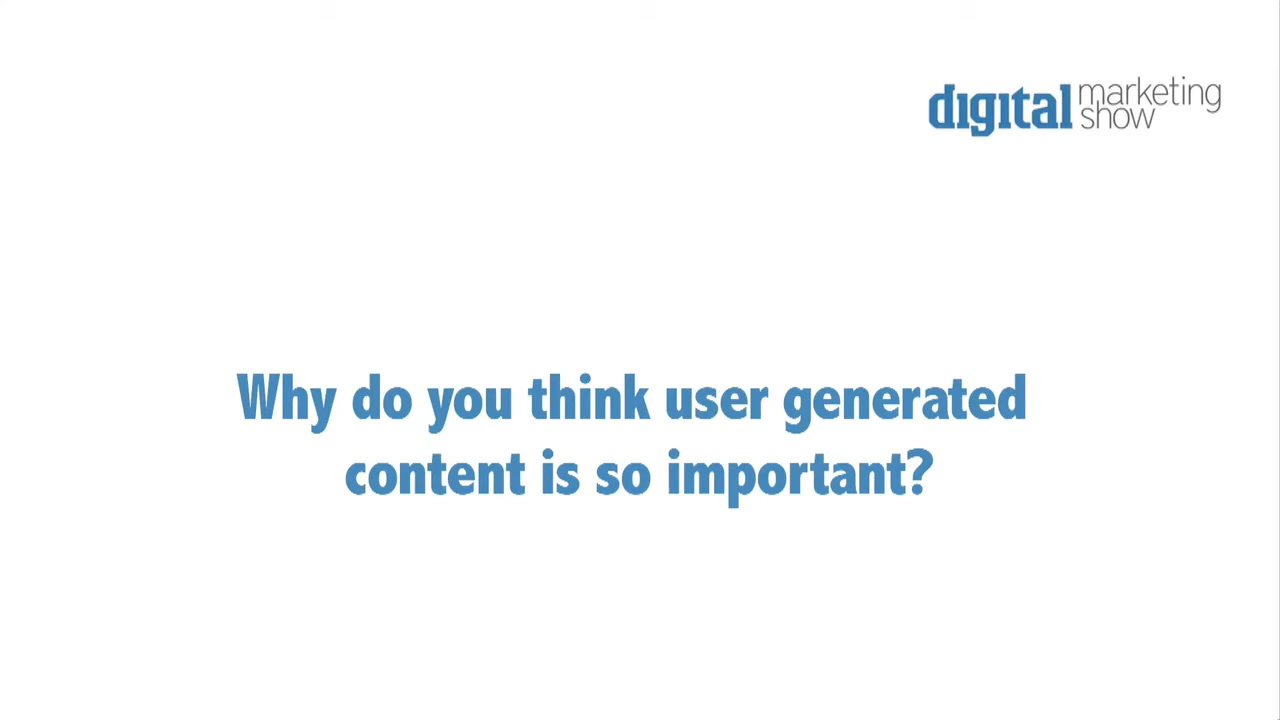 digital marketing
show
Why do you think user generated
content is so important?